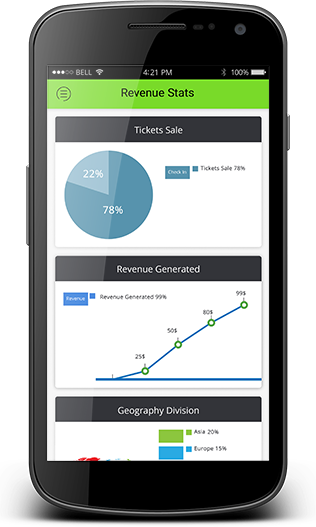 BELL 4:21 PM 100%
Revenue Stats
Tickets Sale
22%
78%
Check In
Tickets Sale 78%
Revenue Generated
Revenue
Revenue Generated 99%
99$
80$
50$
25$
Geography Division
Asia 20%
Europe 15%